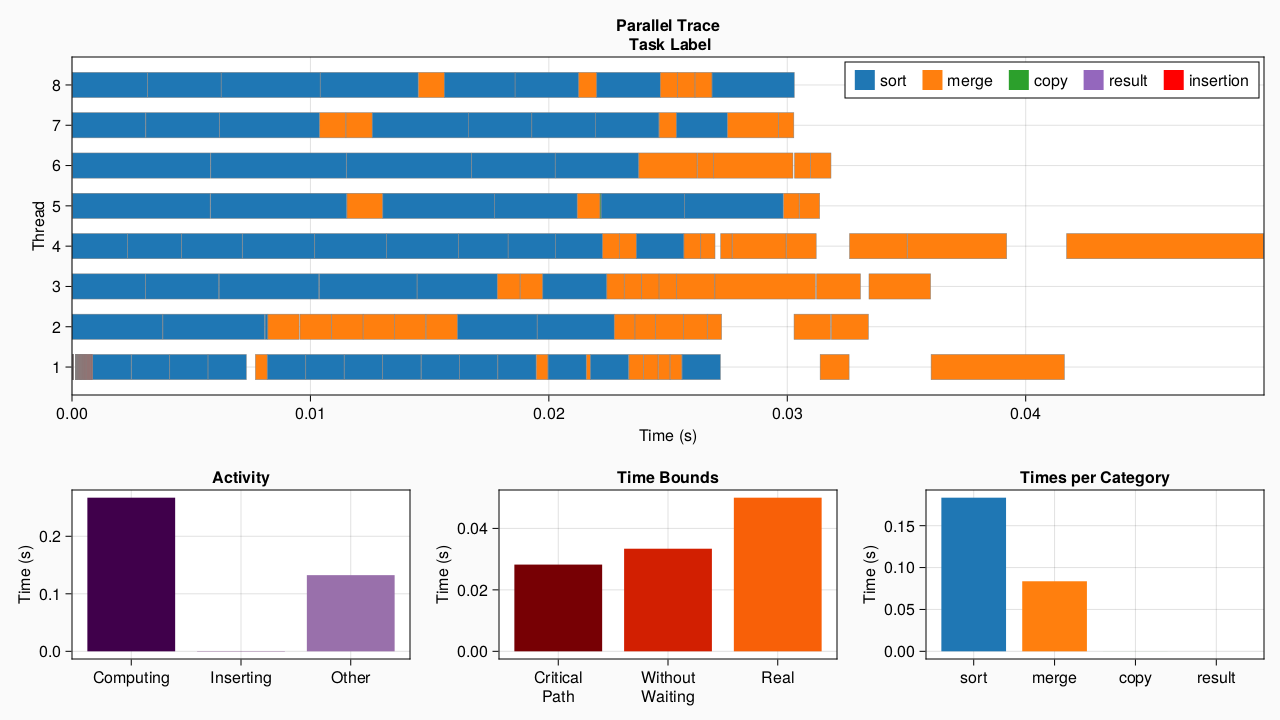 Parallel Trace
Task Label
sort merge copy result insertion
Thread
8
7
6
5
4
3
2
1
0.00 0.01 0.02 0.03 0.04
Time (s)
Activity
Time (s)
0.2
0.1
0.0
Computing Inserting Other
Time Bounds
Time (s)
0.04
0.02
0.00
Critical Path Without Waiting Real
Times per Category
Time (s)
0.15
0.10
0.05
0.00
sort merge copy result